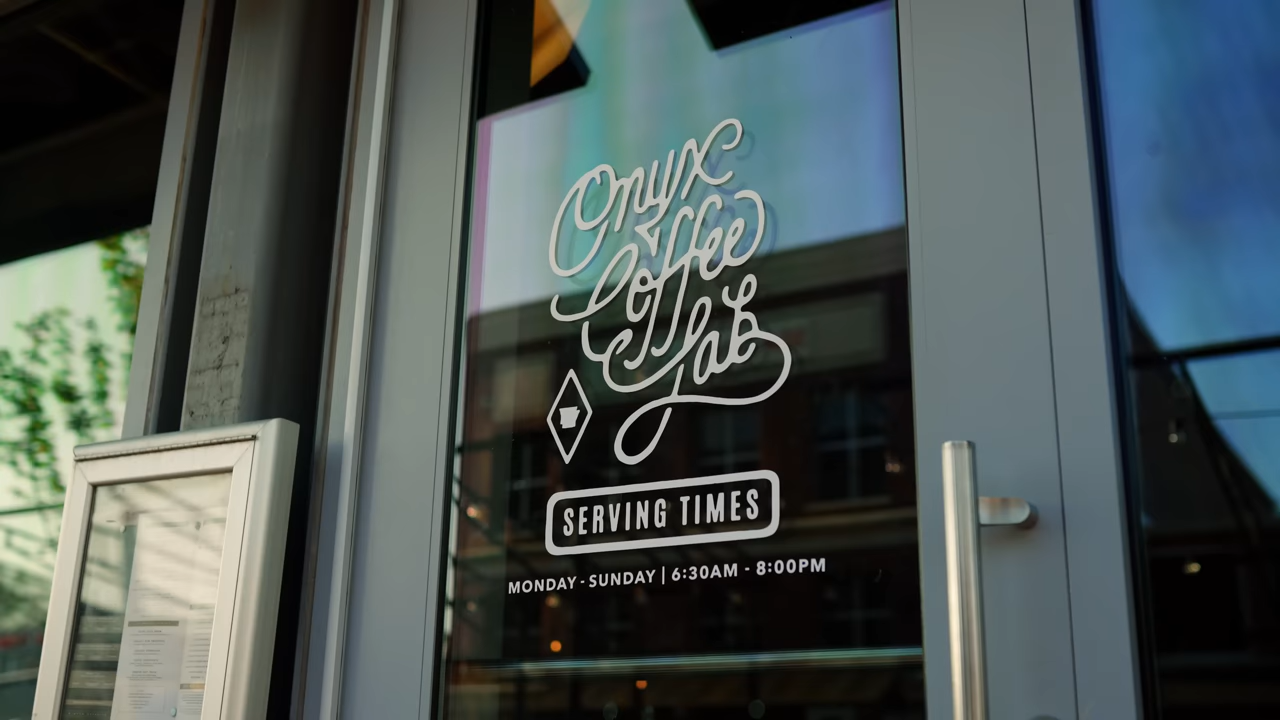 Onyx
Coffee
Lab
SERVING TIMES
MONDAY - SUNDAY | 6:30AM - 8:00PM